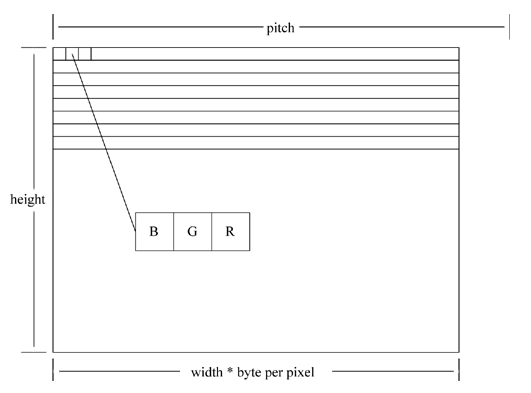 pitch
height
B G R
width * byte per pixel